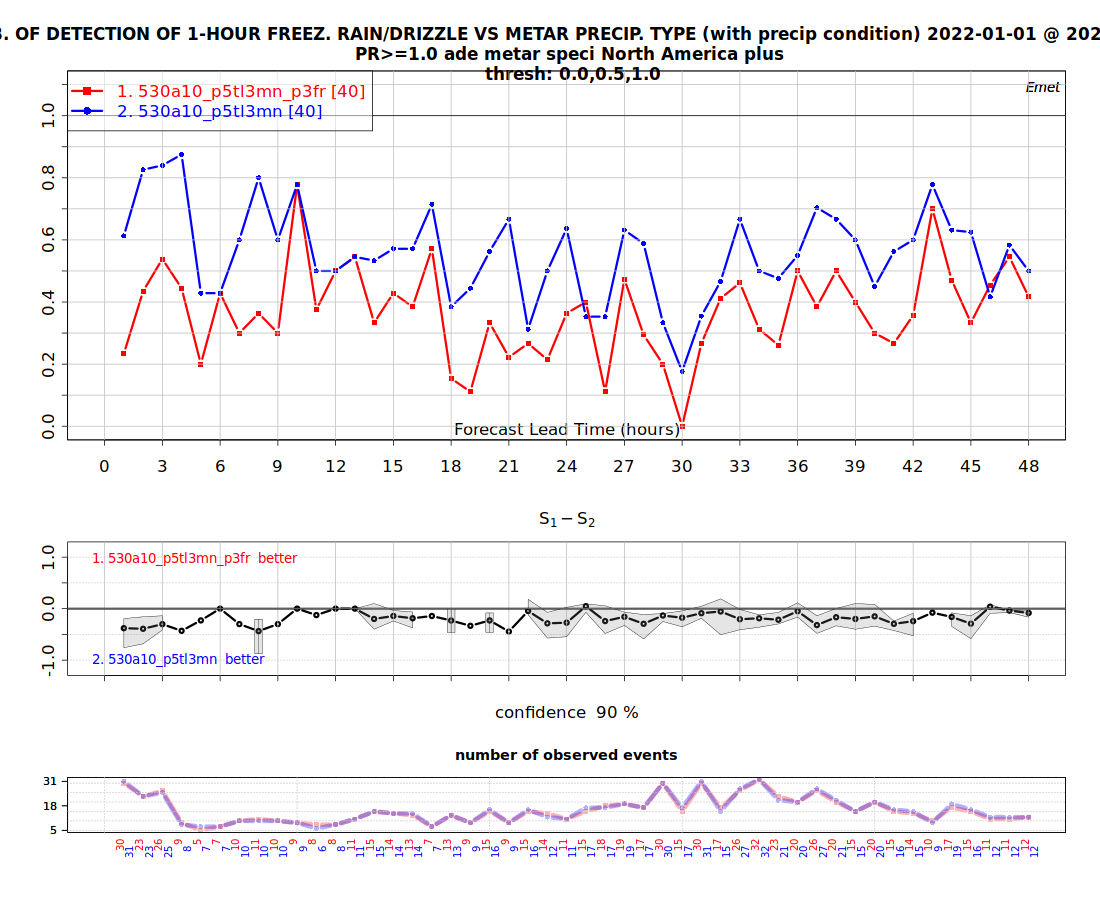 . OF DETECTION OF 1-HOUR FREEZ. RAIN/DRIZZLE VS METAR PRECIP. TYPE (with precip condition) 2022-01-01 @ 202
PR>=1.0 ade metar speci North America plus
thresh: 0.0,0.5,1.0
1. 530a10_p5tl3mn_p3fr [40]
2. 530a10_p5tl3mn [40]
Emet
1.0
0.8
0.6
0.4
0.2
0.0
Forecast Lead Time (hours)
0 3 6 9 12 15 18 21 24 27 30 33 36 39 42 45 48
S1 − S2
1.0
0.0
-1.0
1. 530a10_p5tl3mn_p3fr better
2. 530a10_p5tl3mn better
confidence 90 %
number of observed events
31
18
5